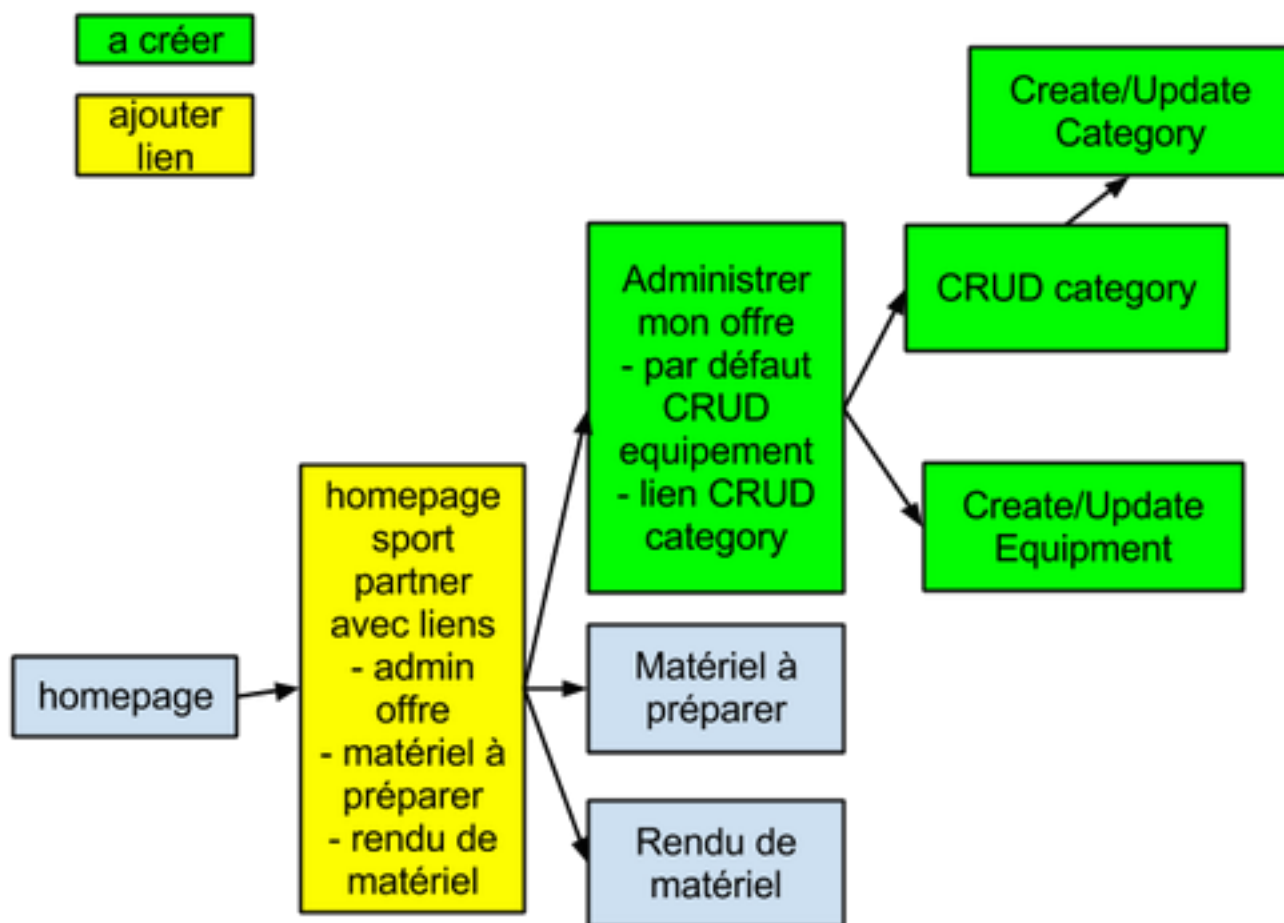 a créer
ajouter
lien
Create/Update
Category
Administrer
mon offre
- par défaut
CRUD
equipement
- lien CRUD
category
CRUD category
Create/Update
Equipment
homepage
sport
partner
avec liens
- admin
offre
- matériel à
préparer
- rendu de
matériel
homepage
Matériel à
préparer
Rendu de
matériel